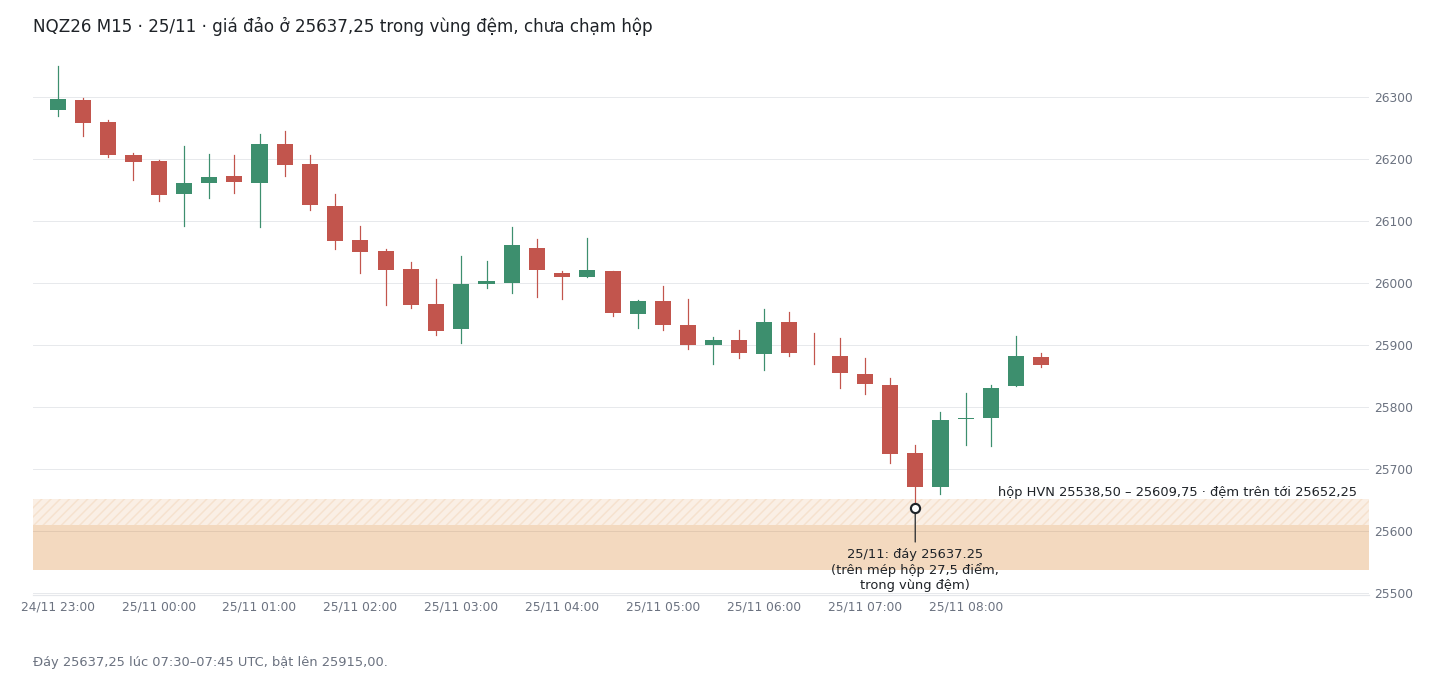 NQZ26 M15 · 25/11 · giá đảo ở 25637,25 trong vùng đệm, chưa chạm hộp
26300
26200
26100
26000
25900
25800
25700
hộp HVN 25538,50 – 25609,75 · đệm trên tới 25652,25
25600
25/11: đáy 25637.25
(trên mép hộp 27,5 điểm,
trong vùng đệm)
25500
24/11 23:00 25/11 00:00 25/11 01:00 25/11 02:00 25/11 03:00 25/11 04:00 25/11 05:00 25/11 06:00 25/11 07:00 25/11 08:00
Đáy 25637,25 lúc 07:30–07:45 UTC, bật lên 25915,00.